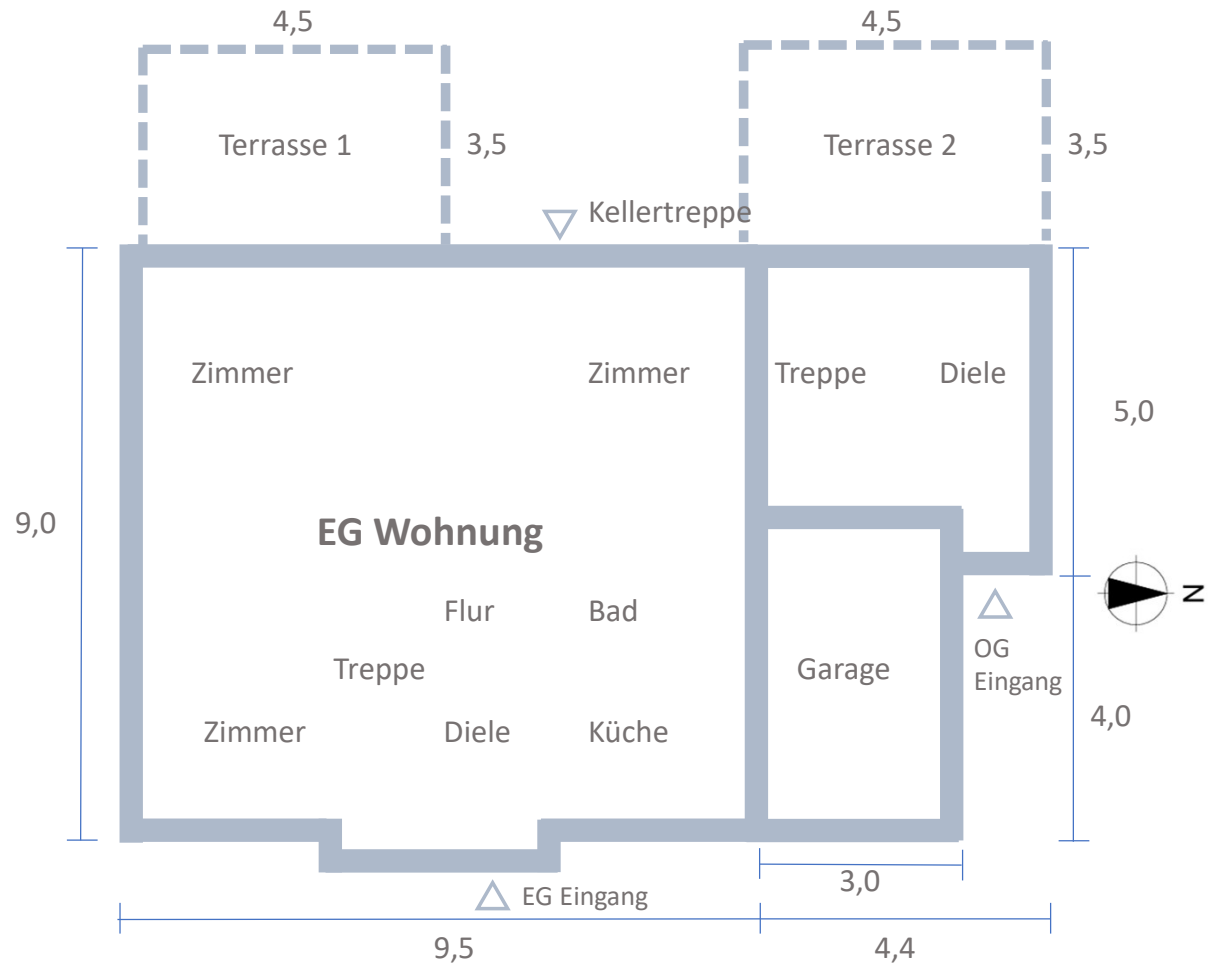 4,5
4,5
Terrasse 1
3,5
Terrasse 2
3,5
Kellertreppe
Zimmer
Zimmer
Treppe
Diele
5,0
9,0
EG Wohnung
Flur
Bad
N
Treppe
Garage
OG
Eingang
4,0
Zimmer
Diele
Küche
3,0
EG Eingang
9,5
4,4